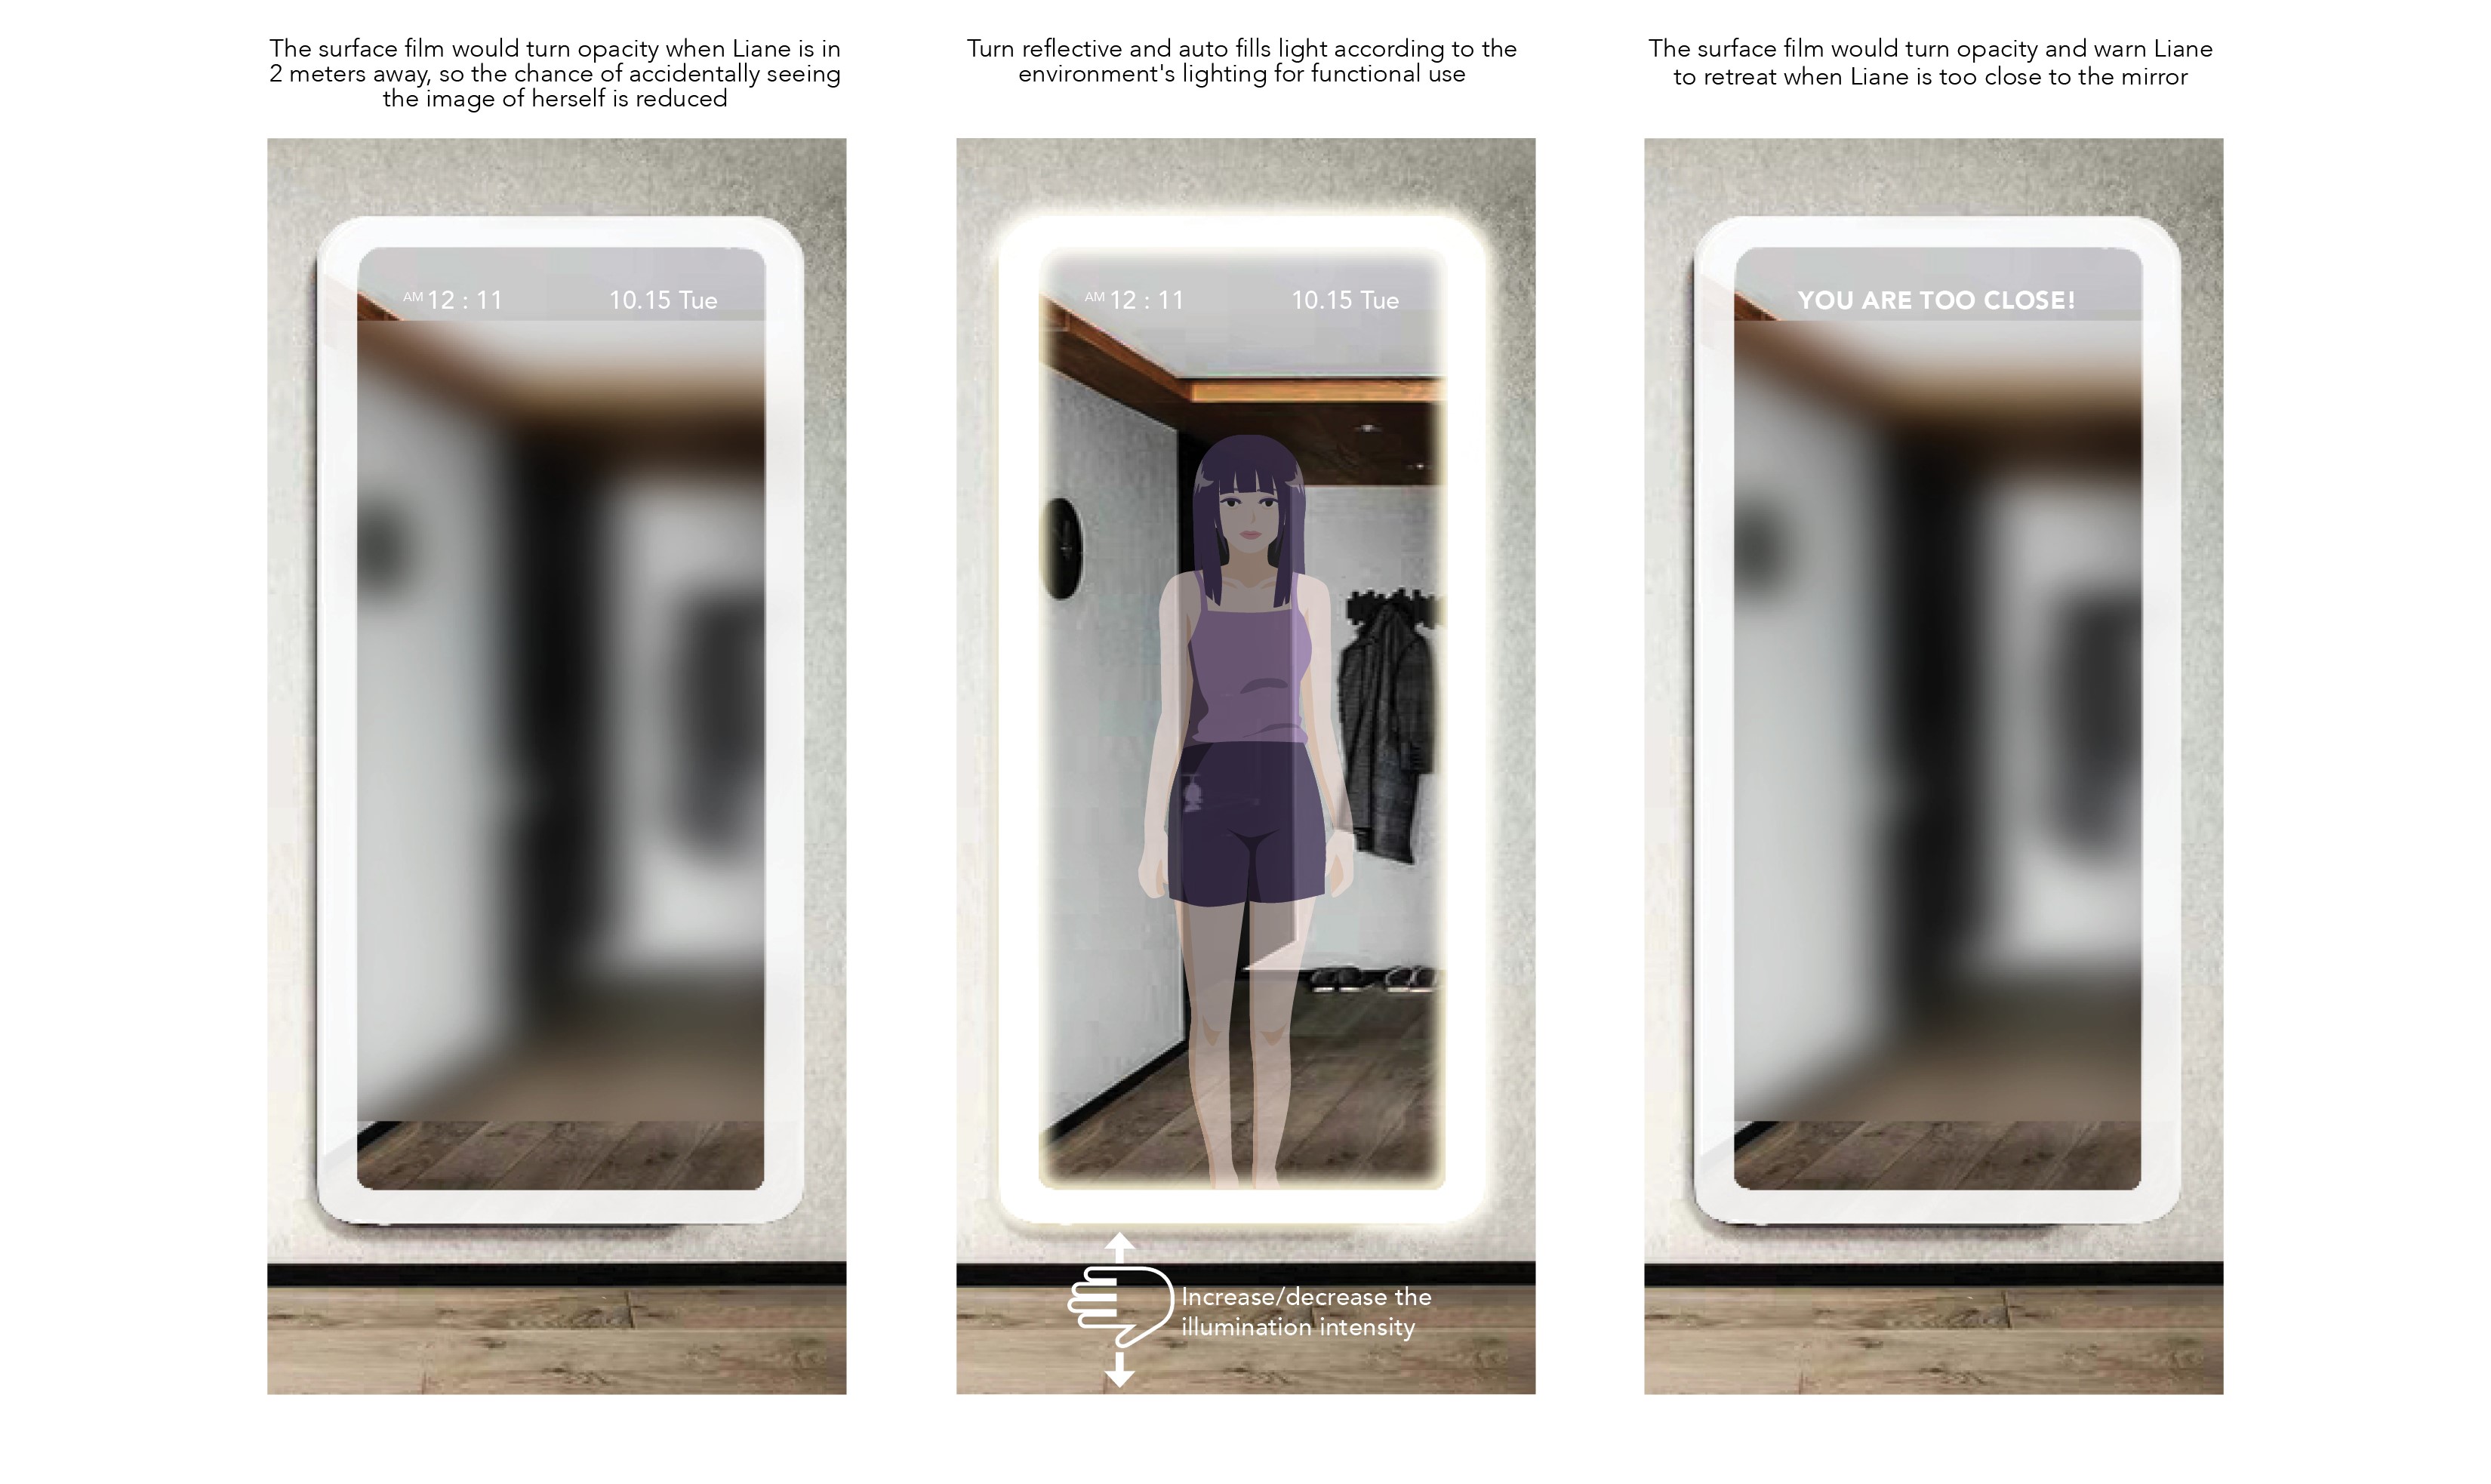 The surface film would turn opacity when Liane is in
2 meters away, so the chance of accidentally seeing
the image of herself is reduced
Turn reflective and auto fills light according to the
environment's lighting for functional use
The surface film would turn opacity and warn Liane
to retreat when Liane is too close to the mirror
AM 12 : 11
10.15 Tue
AM 12 : 11
10.15 Tue
YOU ARE TOO CLOSE!
Increase/decrease the
illumination intensity